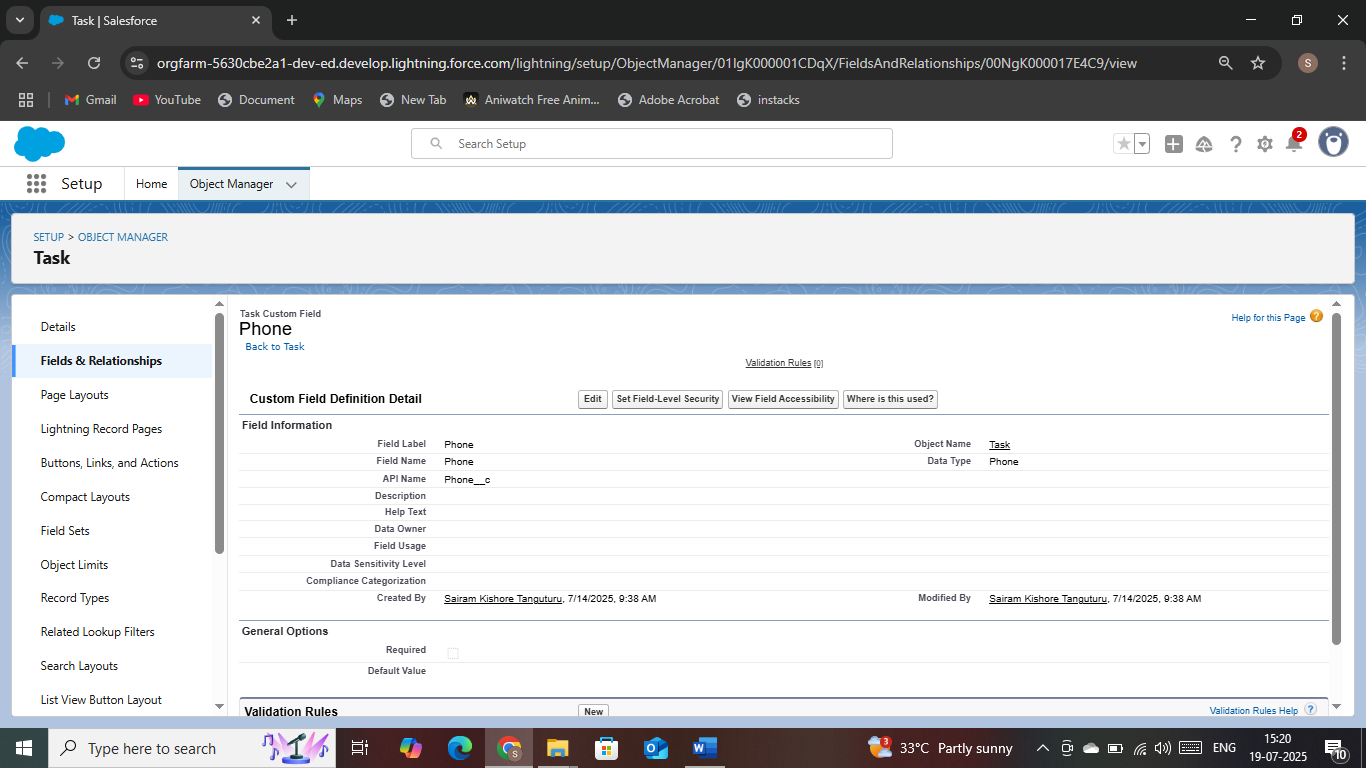 Task | Salesforce
orgfarm-5630cbe2a1-dev-ed.develop.lightning.force.com/lightning/setup/ObjectManager/01IgK000001CDqX/FieldsAndRelationships/00NgK000017E4C9/view
S
Gmail YouTube Document Maps New Tab Aniwatch Free Anim... Adobe Acrobat instacks
Search Setup
2
Setup Home Object Manager
SETUP > OBJECT MANAGER
Task
Details
Fields & Relationships
Page Layouts
Lightning Record Pages
Buttons, Links, and Actions
Compact Layouts
Field Sets
Object Limits
Record Types
Related Lookup Filters
Search Layouts
List View Button Layout
Task Custom Field
Phone
Back to Task
Help for this Page ?
Validation Rules [0]
Custom Field Definition Detail Edit Set Field-Level Security View Field Accessibility Where is this used?
Field Information
Field Label Phone Object Name Task
Field Name Phone Data Type Phone
API Name Phone__c
Description
Help Text
Data Owner
Field Usage
Data Sensitivity Level
Compliance Categorization
Created By Sairam Kishore Tanguturu, 7/14/2025, 9:38 AM Modified By Sairam Kishore Tanguturu, 7/14/2025, 9:38 AM
General Options
Required
Default Value
Validation Rules New Validation Rules Help ?
Type here to search
S
3
33°C Partly sunny
ENG
15:20
19-07-2025
10